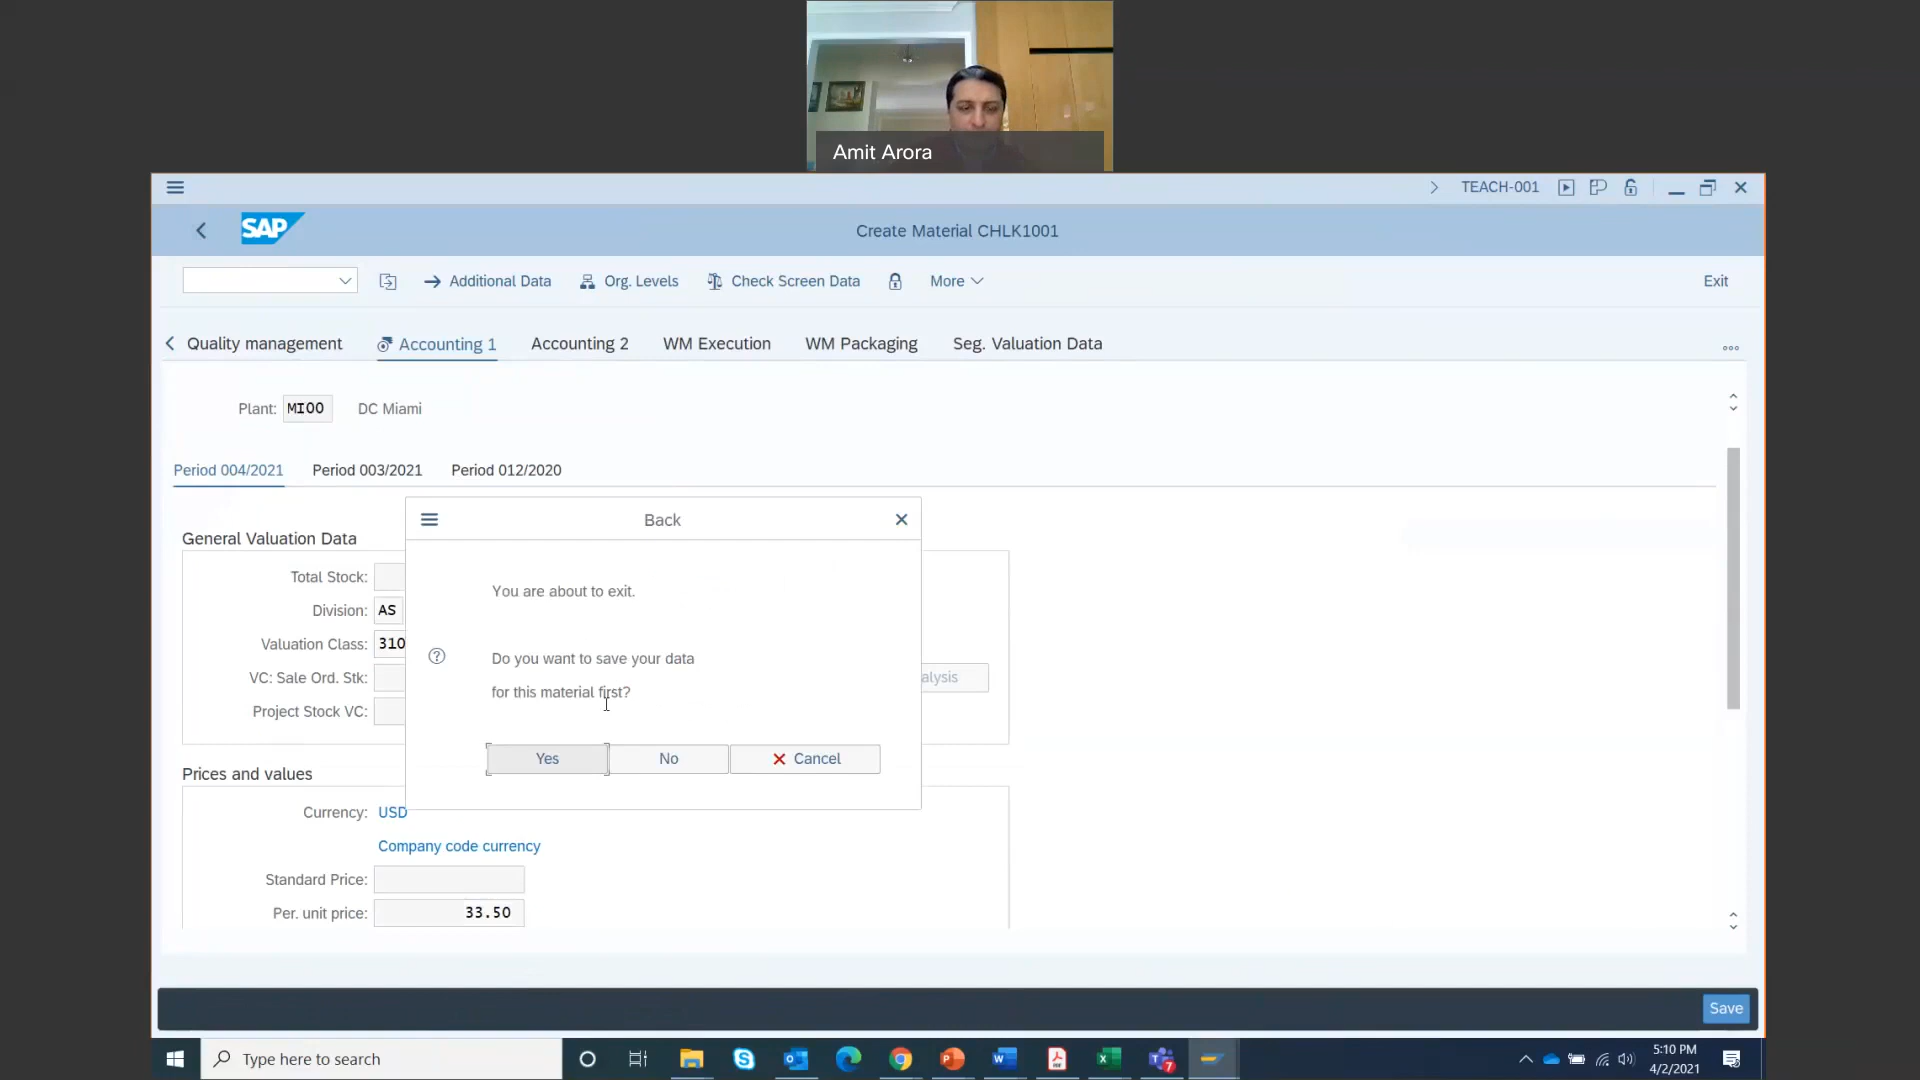 Amit Arora
TEACH-001
SAP
Create Material CHLK1001
Additional Data
Org. Levels
Check Screen Data
More
Exit
Quality management
Accounting 1
Accounting 2
WM Execution
WM Packaging
Seg. Valuation Data
Plant: MI00 DC Miami
Period 004/2021
Period 003/2021
Period 012/2020
Back
You are about to exit.
Do you want to save your data
for this material first?
Yes
No
Cancel
General Valuation Data
Total Stock:
Division: AS
Valuation Class: 310
VC: Sale Ord. Stk:
alysis
Project Stock VC:
Prices and values
Currency: USD
Company code currency
Standard Price:
Per. unit price: 33.50
Save
Type here to search
7
5:10 PM
4/2/2021